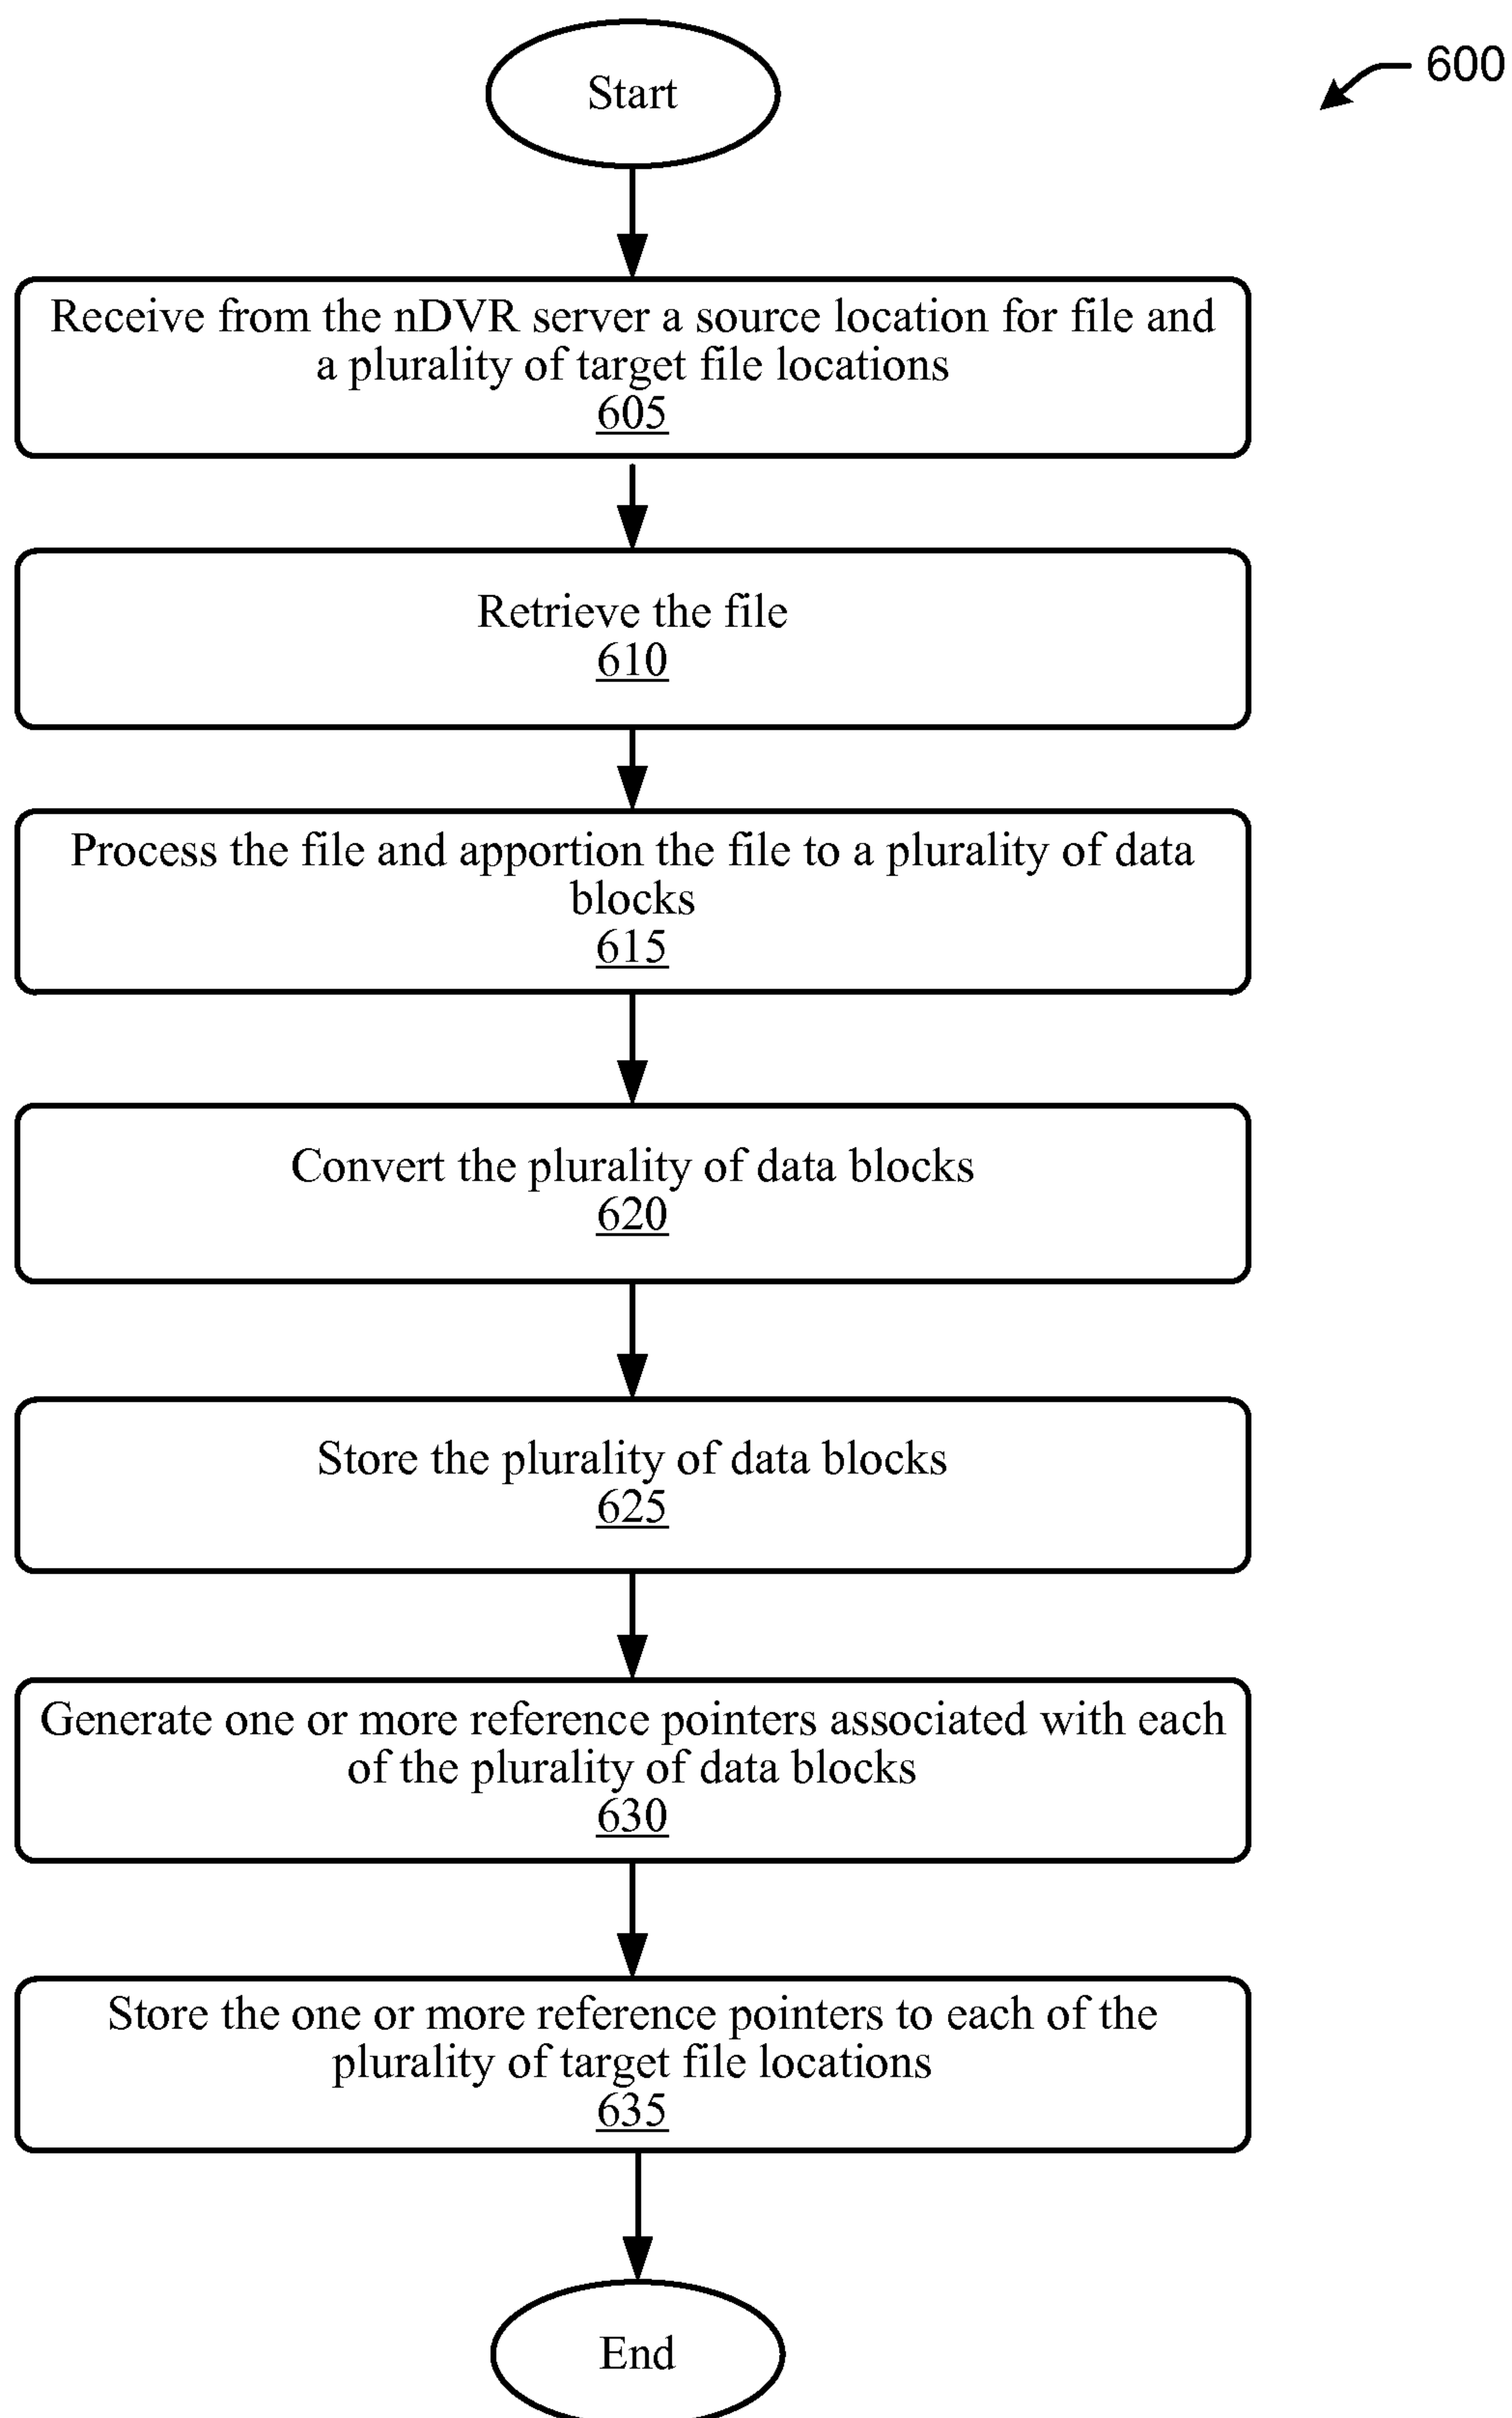 Start
600
Receive from the nDVR server a source location for file and
a plurality of target file locations
605
Retrieve the file
610
Process the file and apportion the file to a plurality of data
blocks
615
Convert the plurality of data blocks
620
Store the plurality of data blocks
625
Generate one or more reference pointers associated with each
of the plurality of data blocks
630
Store the one or more reference pointers to each of the
plurality of target file locations
635
End